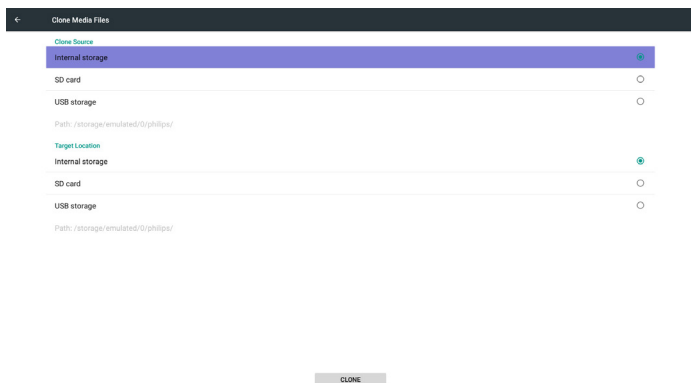 Clone Media Files
Clone Source
Internal storage
SD card
USB storage
Path: /storage/emulated/0/philips/
Target Location
Internal storage
SD card
USB storage
Path: /storage/emulated/0/philips/
CLONE